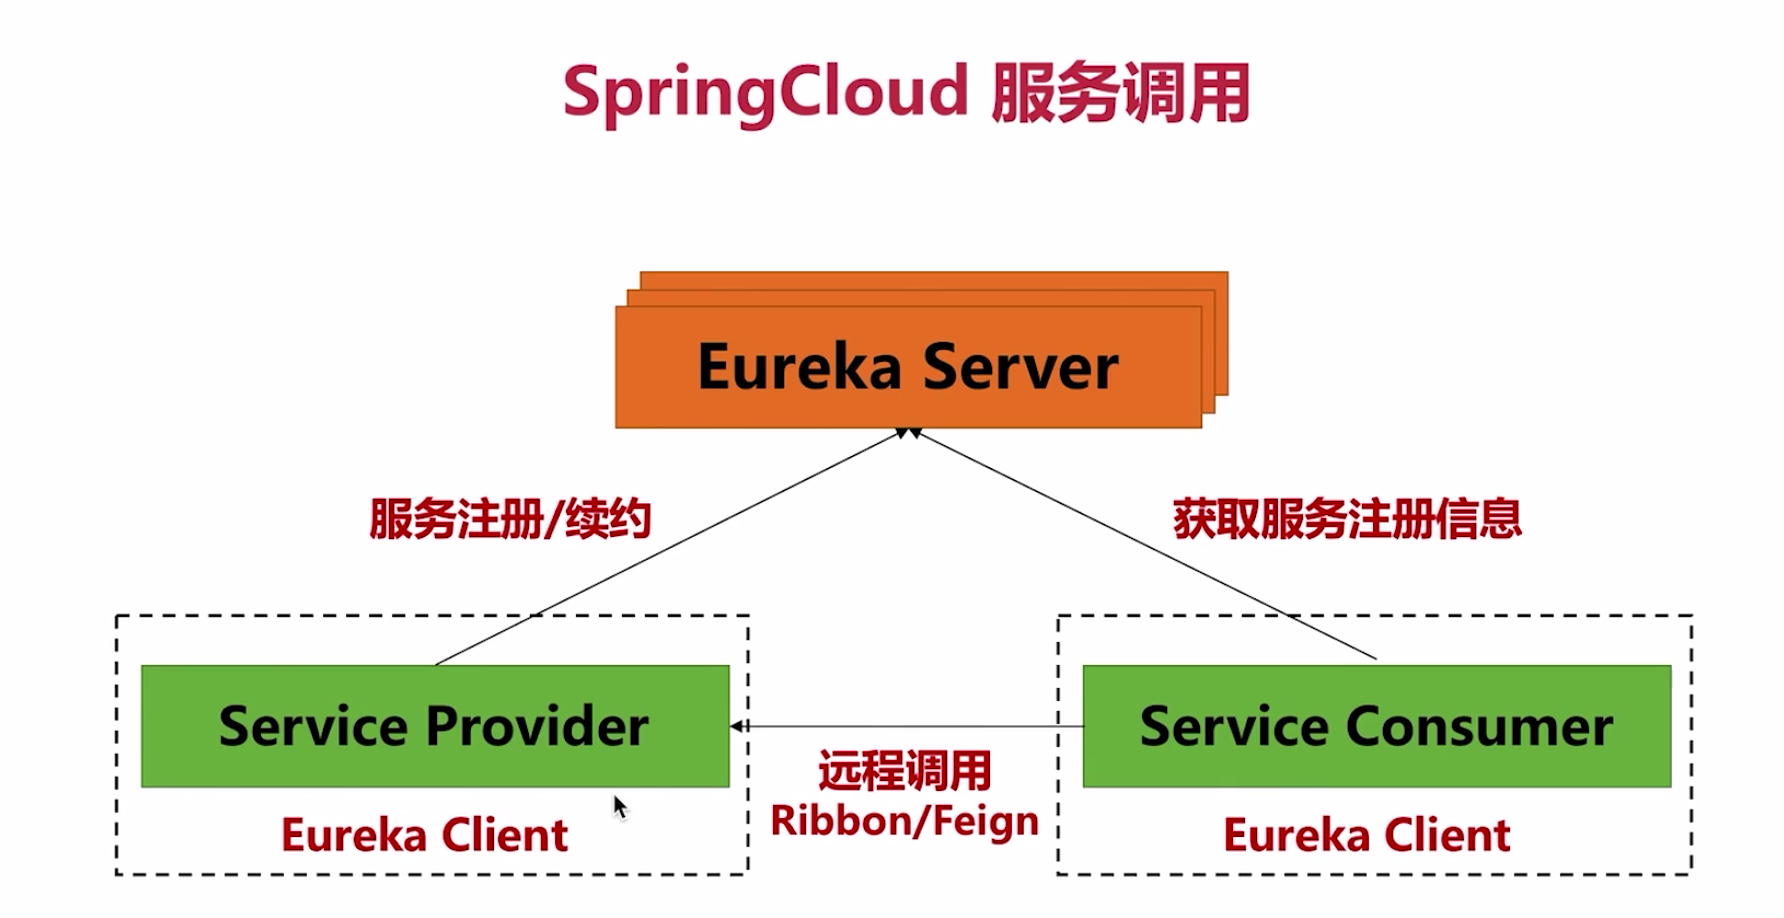 SpringCloud 服务调用
Eureka Server
服务注册/续约
获取服务注册信息
Service Provider
Service Consumer
远程调用
Ribbon/Feign
Eureka Client
Eureka Client